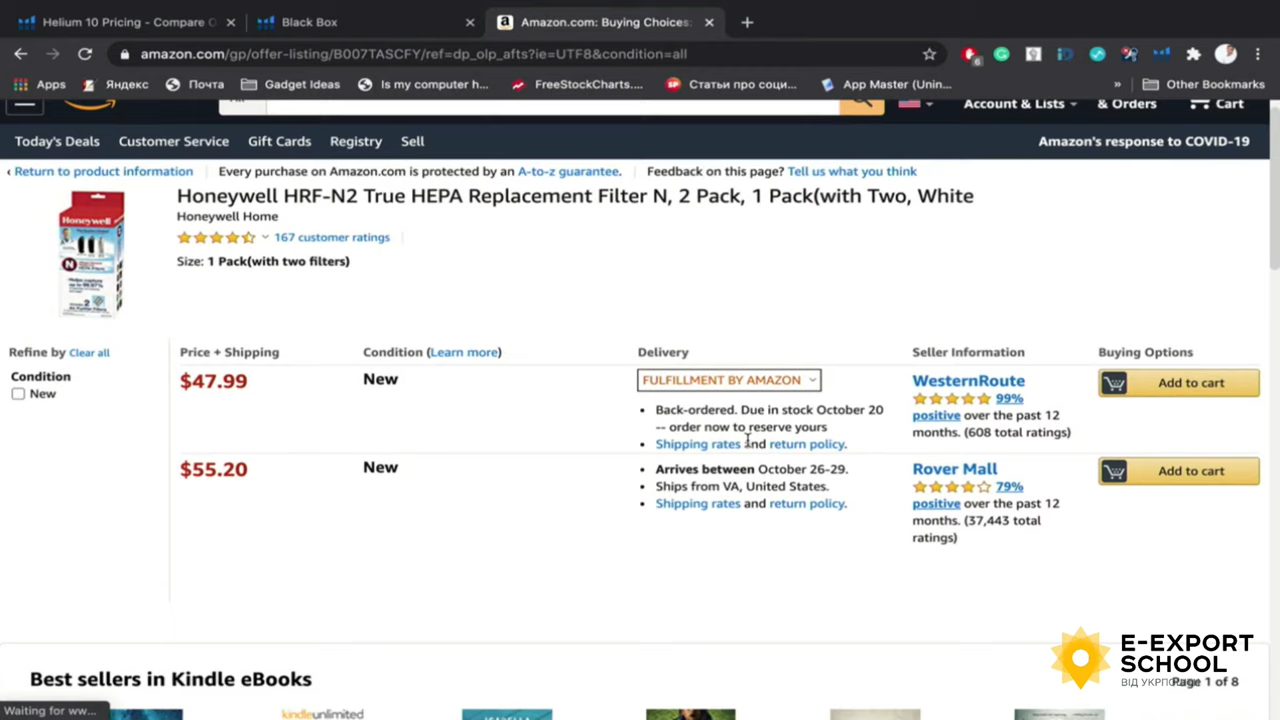 Helium 10 Pricing - Compare
Black Box
Amazon.com: Buying Choices:
amazon.com/gp/offer-listing/B007TASCFY/ref=dp_olp_afts?ie=UTF8&condition=all
6
Apps
Яндекс
Почта
Gadget Ideas
Is my computer h...
FreeStockCharts....
Статьи про соци...
App Master (Unin...
»
Other Bookmarks
Account & Lists
& Orders
Cart
Today's Deals
Customer Service
Gift Cards
Registry
Sell
Amazon's response to COVID-19
‹ Return to product information
Every purchase on Amazon.com is protected by an A-to-z guarantee.
Feedback on this page? Tell us what you think
Honeywell HRF-N2 True HEPA Replacement Filter N, 2 Pack, 1 Pack(with Two, White
Honeywell Home
167 customer ratings
Size: 1 Pack(with two filters)
Honeywell
N
2
Refine by Clear all
Condition
New
Price + Shipping
Condition (Learn more)
Delivery
Seller Information
Buying Options
$47.99
New
FULFILLMENT BY AMAZON
• Back-ordered. Due in stock October 20
-- order now to reserve yours
• Shipping rates and return policy.
WesternRoute
99%
positive over the past 12
months. (608 total ratings)
Add to cart
$55.20
New
• Arrives between October 26-29.
• Ships from VA, United States.
• Shipping rates and return policy.
Rover Mall
79%
positive over the past 12
months. (37,443 total
ratings)
Add to cart
Best sellers in Kindle eBooks
Page 1 of 8
kindleunlimited
Waiting for ww...
E-EXPORT
SCHOOL